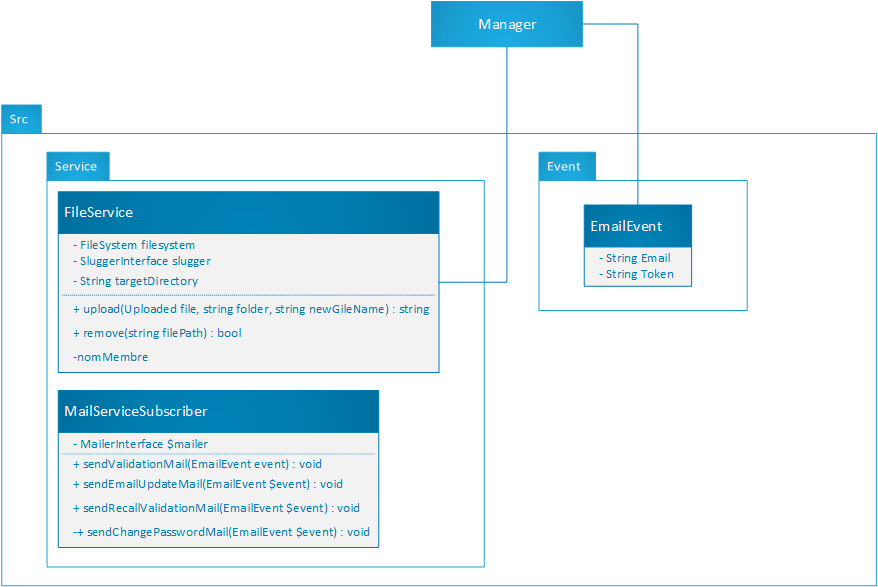 Manager
Src
Service
Event
FileService
- FileSystem filesystem
- SluggerInterface slugger
- String targetDirectory
+ upload(Uploaded file, string folder, string newGileName) : string
+ remove(string filePath) : bool
-nomMembre
EmailEvent
- String Email
- String Token
MailServiceSubscriber
- MailerInterface $mailer
+ sendValidationMail(EmailEvent event) : void
+ sendEmailUpdateMail(EmailEvent $event) : void
+ sendRecallValidationMail(EmailEvent $event) : void
-+ sendChangePasswordMail(EmailEvent $event) : void